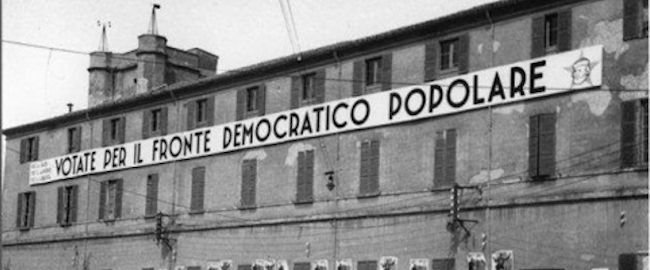 VOTATE PER IL FRONTE DEMOCRATICO POPOLARE